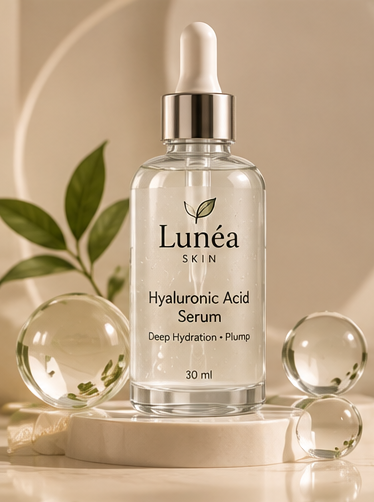 Lunéa
SKIN
Hyaluronic Acid
Serum
Deep Hydration • Plump
30 ml